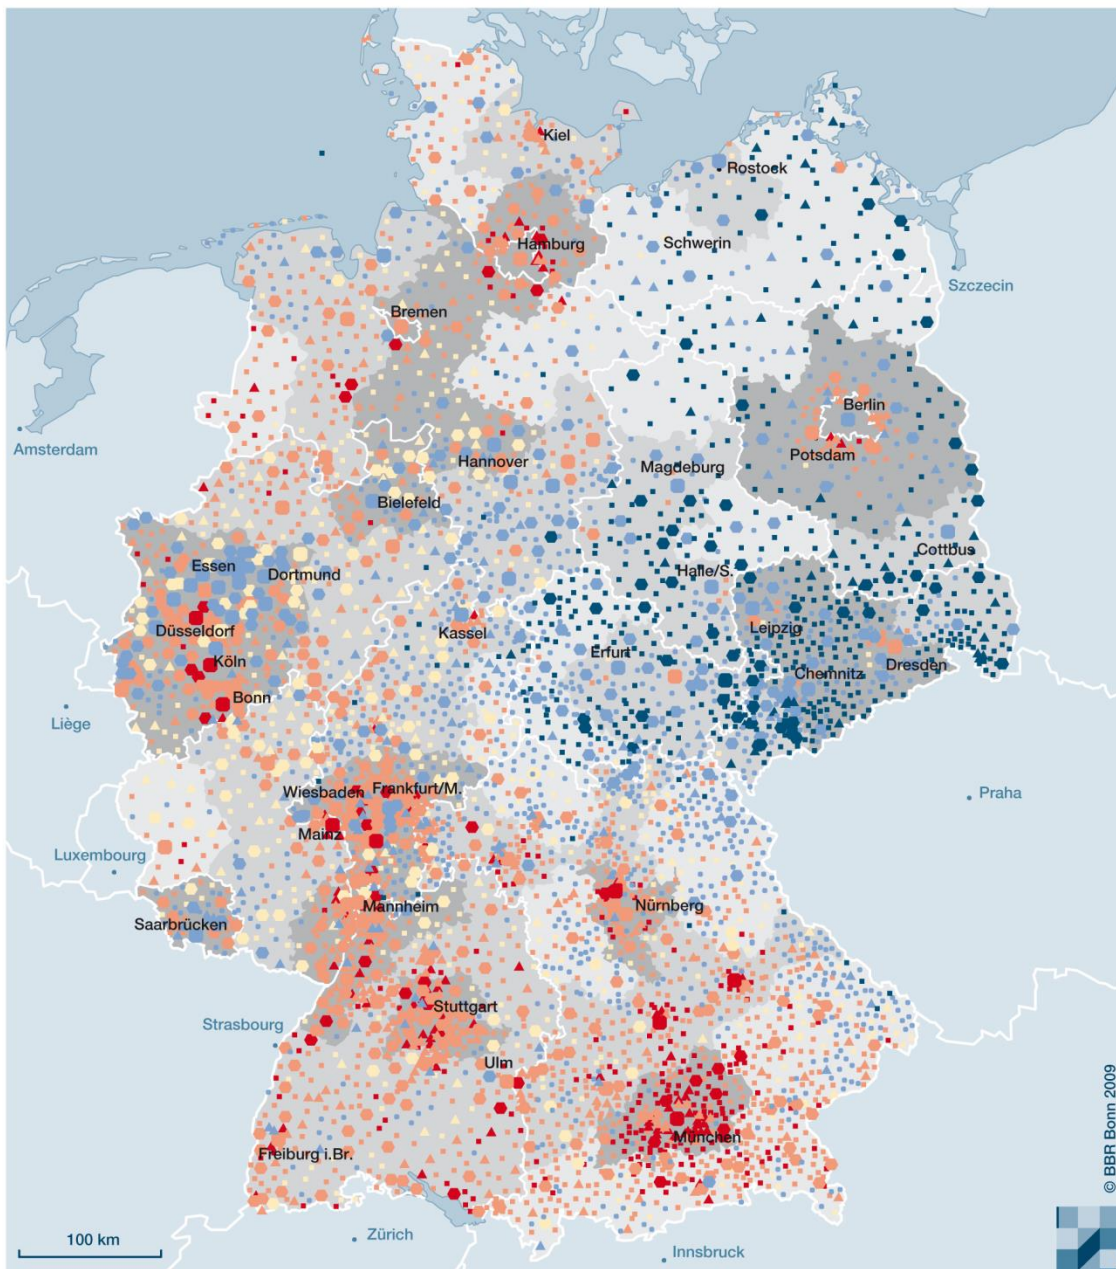 Kiel
Rostock
Hamburg
Schwerin
Szczecin
Bremen
Berlin
Amsterdam
Hannover
Potsdam
Magdeburg
Bielefeld
Cottbus
Essen
Dortmund
Halle/S.
Düsseldorf
Kassel
Leipzig
Köln
Erfurt
Dresden
Chemnitz
Bonn
Liège
Wiesbaden
Frankfurt/M.
Praha
Mainz
Luxembourg
Mannheim
Nürnberg
Saarbrücken
Stuttgart
Strasbourg
Ulm
München
Freiburg i.Br.
Zürich
Innsbruck
100 km
© BBR Bonn 2009